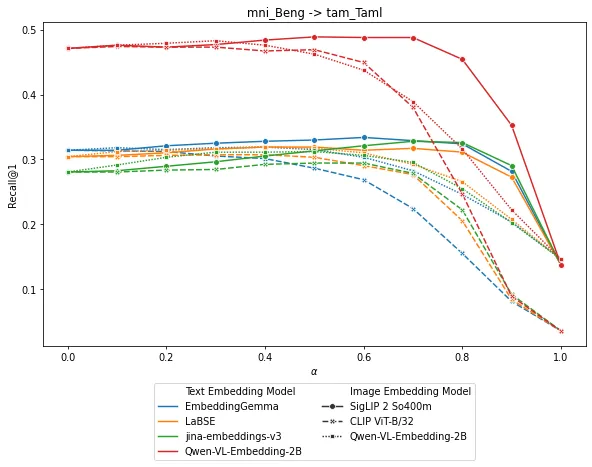 mni_Beng -> tam_Taml
Recall@1
0.5
0.4
0.3
0.2
0.1
0.0 0.2 0.4 0.6 0.8 1.0
α
Text Embedding Model Image Embedding Model
EmbeddingGemma SigLIP 2 So400m
LaBSE CLIP ViT-B/32
jina-embeddings-v3 Qwen-VL-Embedding-2B
Qwen-VL-Embedding-2B